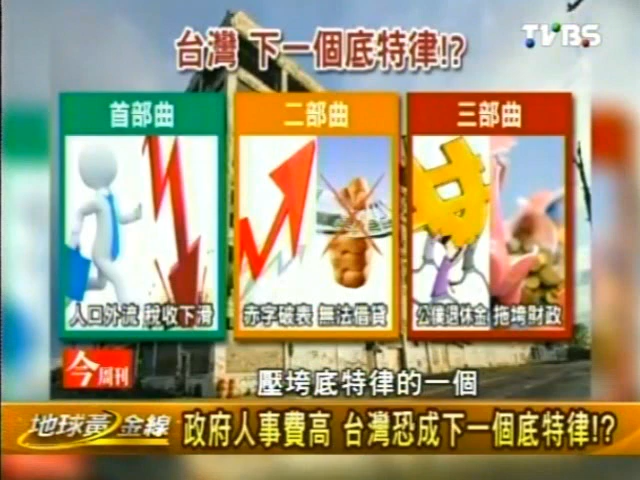 TVBS
台灣 下一個底特律!?
首部曲
二部曲
三部曲
人口外流 稅收下滑
赤字破表 無法借貸
公僕退休金 拖垮財政
今周刊
壓垮底特律的一個
地球黃金線
政府人事費高 台灣恐成下一個底特律!?